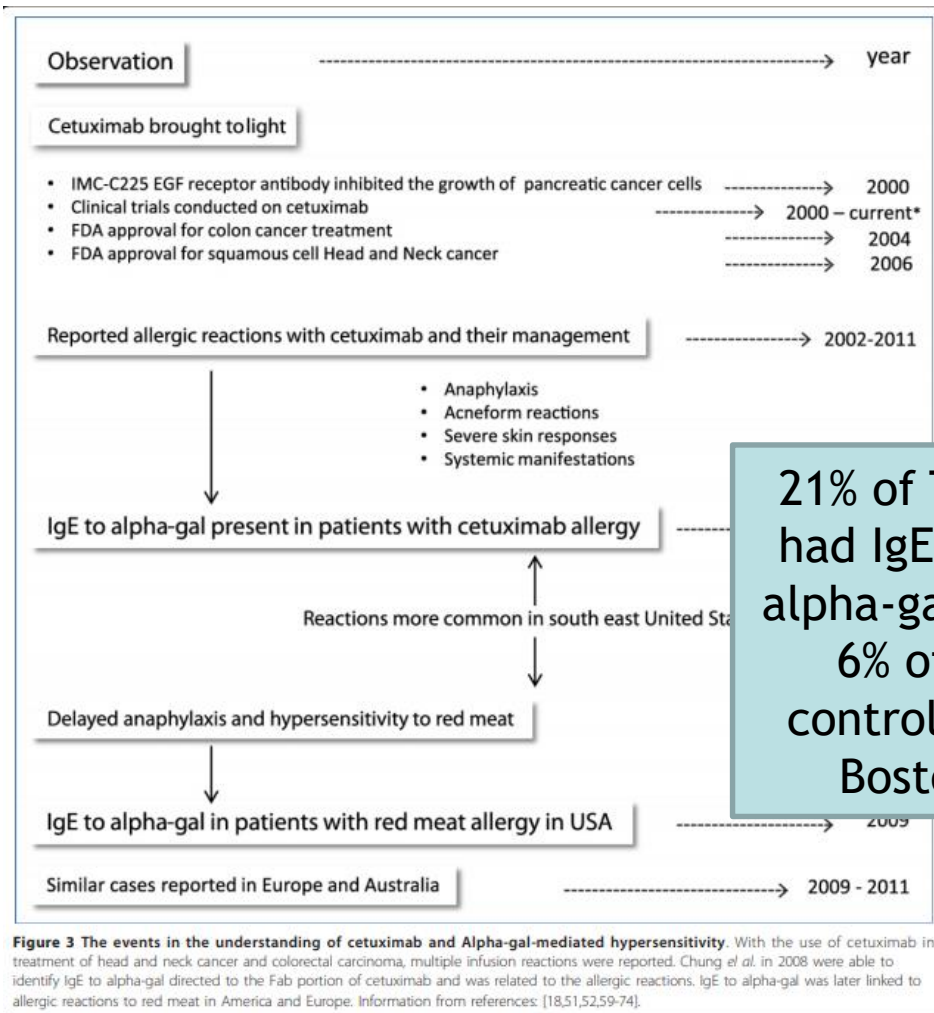 Observation ------> year
Cetuximab brought to light
• IMC-C225 EGF receptor antibody inhibited the growth of pancreatic cancer cells ------> 2000
• Clinical trials conducted on cetuximab ------> 2000 – current*
• FDA approval for colon cancer treatment ------> 2004
• FDA approval for squamous cell Head and Neck cancer ------> 2006
Reported allergic reactions with cetuximab and their management ------> 2002-2011
• Anaphylaxis
• Acneform reactions
• Severe skin responses
• Systemic manifestations
21% of
IgE to alpha-gal present in patients with cetuximab allergy
had IgE
Reactions more common in south east United
6%
Delayed anaphylaxis and hypersensitivity to red meat
IgE to alpha-gal in patients with red meat allergy in USA ------> 2009
Similar cases reported in Europe and Australia ------> 2009 - 2011
Figure 3 The events in the understanding of cetuximab and Alpha-gal-mediated hypersensitivity. With the use of cetuximab in
treatment of head and neck cancer and colorectal carcinoma, multiple infusion reactions were reported. Chung et al. in 2008 were able to
identify IgE to alpha-gal directed to the Fab portion of cetuximab and was related to the allergic reactions. IgE to alpha-gal was later linked to
allergic reactions to red meat in America and Europe. Information from references: [18,51,52,59-74].